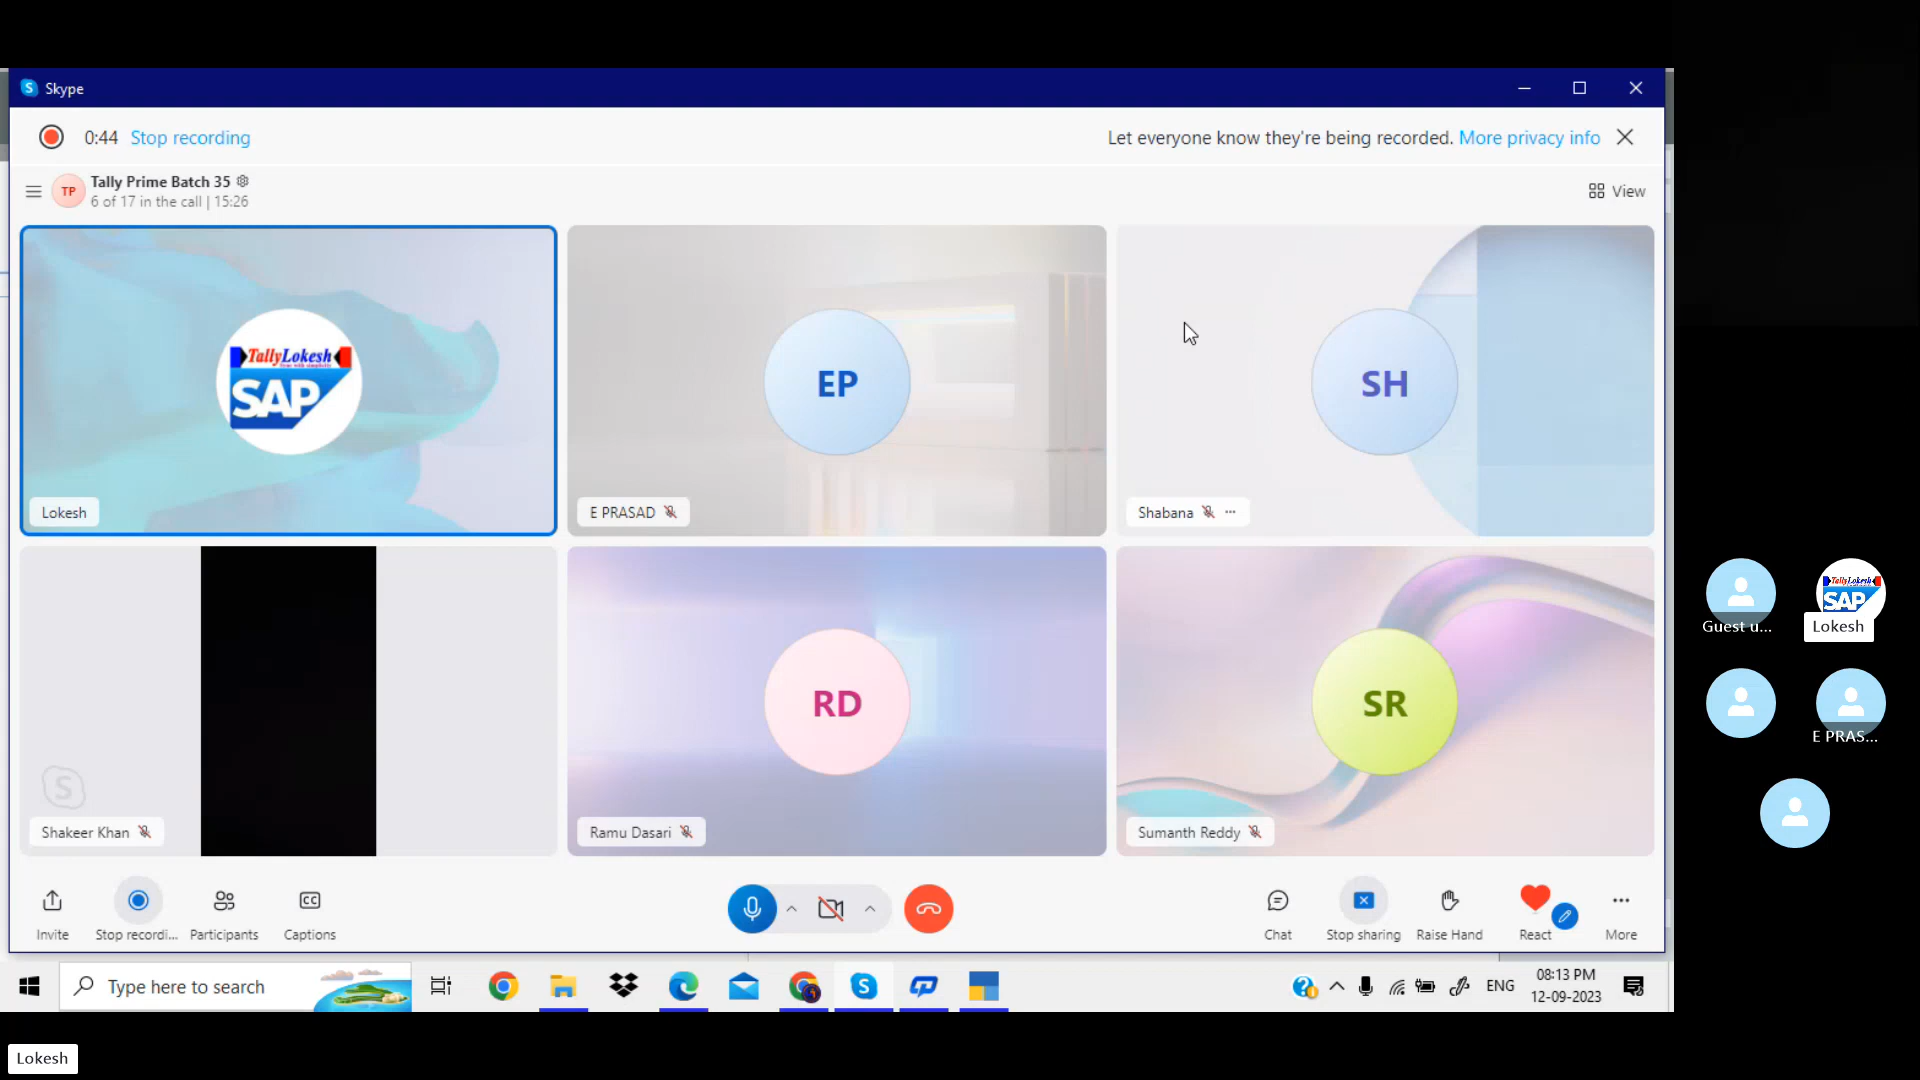 Skype
0:44 Stop recording
Let everyone know they're being recorded. More privacy info
TP
Tally Prime Batch 35
6 of 17 in the call | 15:26
View
TallyLokesh
SAP
EP
SH
Lokesh
E PRASAD
Shabana
RD
SR
Shakeer Khan
Ramu Dasari
Sumanth Reddy
Guest u...
TallyLokesh
SAP
Lokesh
E PRAS...
CC
Invite
Stop recordi...
Participants
Captions
Chat
Stop sharing
Raise Hand
React
More
Type here to search
ENG
08:13 PM
12-09-2023
Lokesh